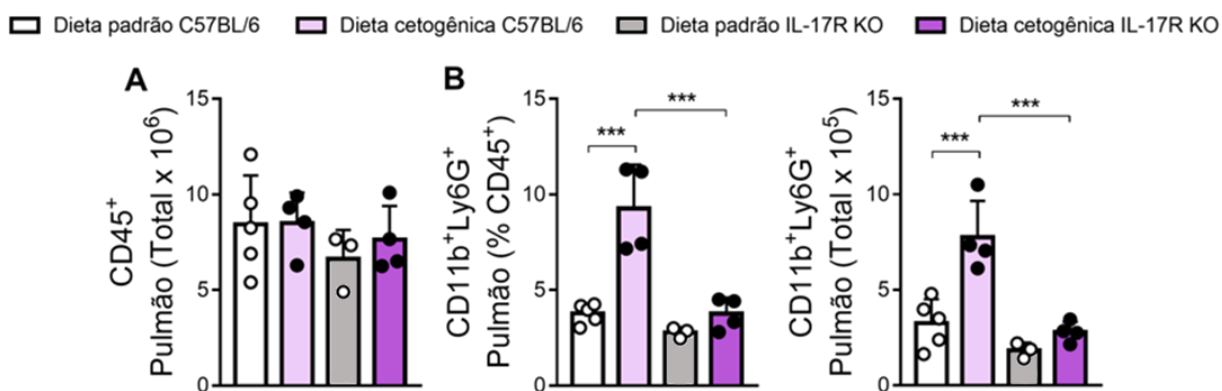 Dieta padrão C57BL/6 Dieta cetogênica C57BL/6 Dieta padrão IL-17R KO Dieta cetogênica IL-17R KO
A
CD45⁺
Pulmão (Total x 10⁶)
15
10
5
0
B
CD11b⁺Ly6G⁺
Pulmão (% CD45⁺)
15
10
5
0
***
***
CD11b⁺Ly6G⁺
Pulmão (Total x 10⁵)
15
10
5
0
***
***